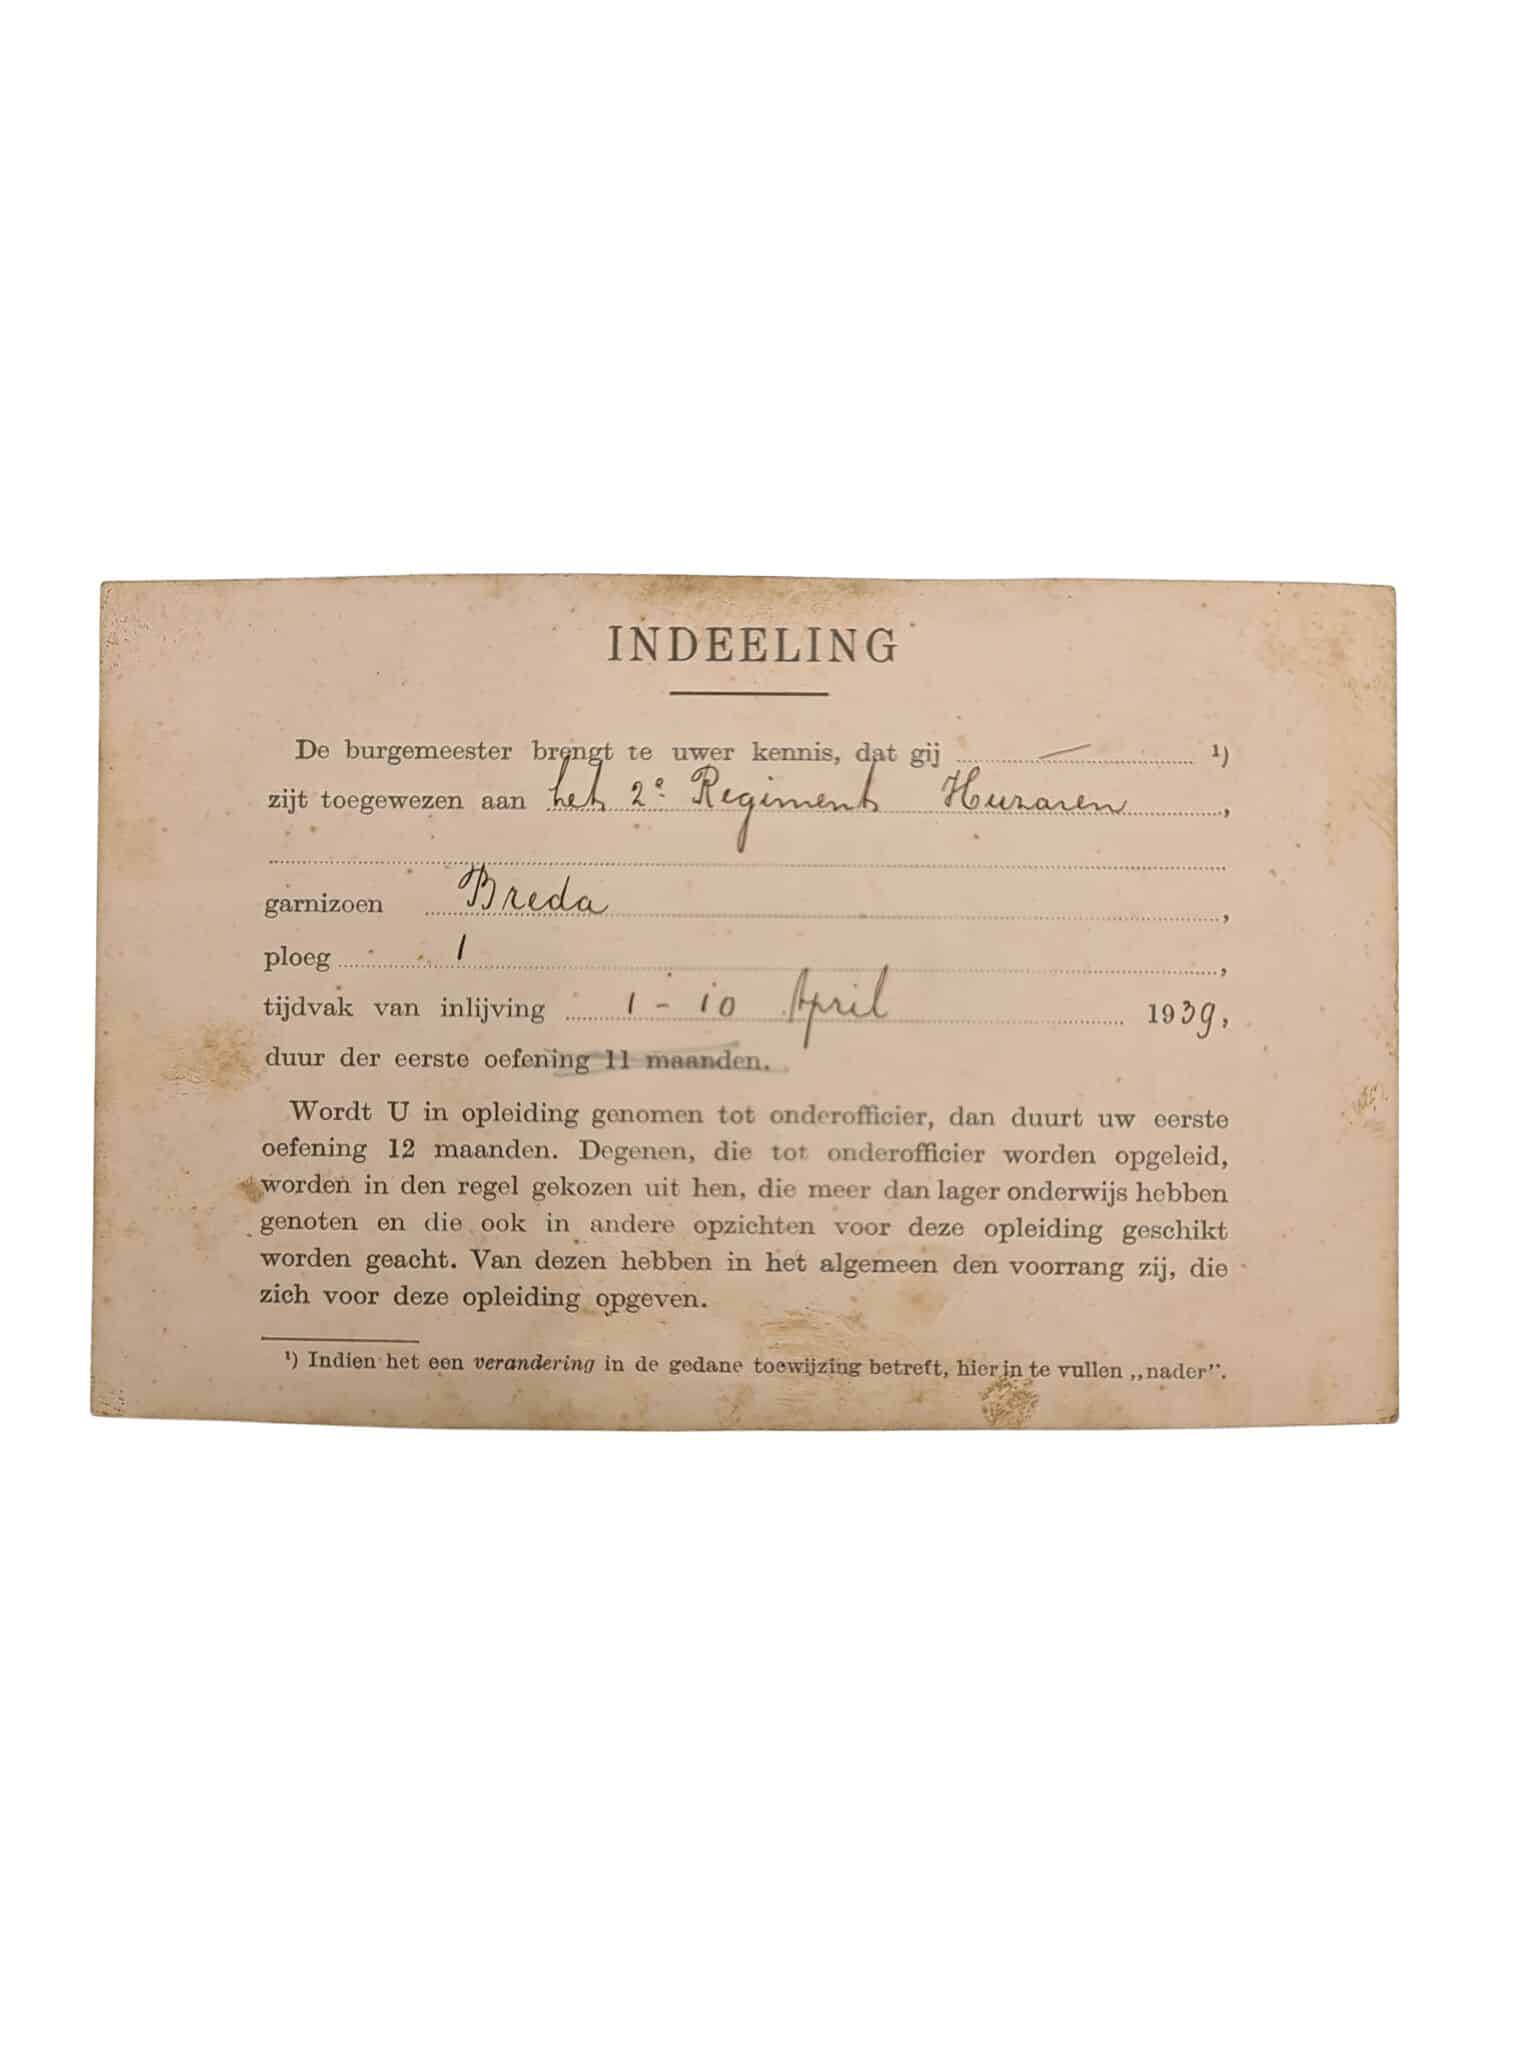 INDEELING
De burgemeester brengt te uwer kennis, dat gij — ¹)
zijt toegewezen aan het 2e Regiment Huzaren,
garnizoen Breda,
ploeg 1,
tijdvak van inlijving 1 - 10 April 1939,
duur der eerste oefening 11 maanden.
Wordt U in opleiding genomen tot onderofficier, dan duurt uw eerste
oefening 12 maanden. Degenen, die tot onderofficier worden opgeleid,
worden in den regel gekozen uit hen, die meer dan lager onderwijs hebben
genoten en die ook in andere opzichten voor deze opleiding geschikt
worden geacht. Van dezen hebben in het algemeen den voorrang zij, die
zich voor deze opleiding opgeven.
¹) Indien het een verandering in de gedane toewijzing betreft, hier in te vullen „nader”.